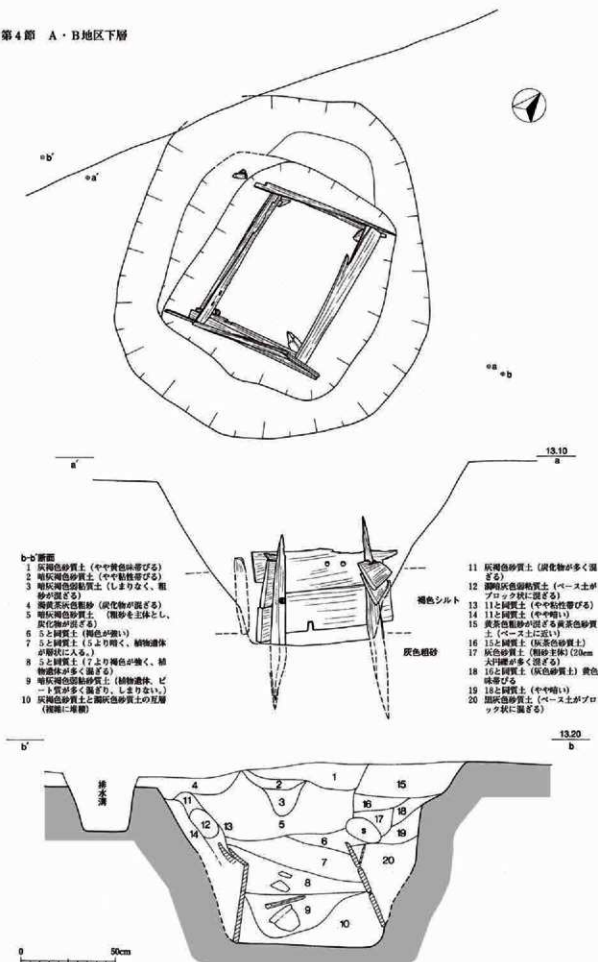 第4節 A・B地区下層
b'
a'
a
b
a'
13.10
a
b-b'断面
1 灰褐色砂質土（やや黄色味帯びる）
2 暗灰褐色砂質土（やや粘性帯びる）
3 暗灰褐色弱粘質土（しまりなく、粗
砂が混ざる）
4 濁黄茶灰色粗砂（炭化物が混ざる）
5 暗灰褐色砂質土（粗砂を主体とし、
炭化物が混ざる）
6 5と同質土（褐色が強い）
7 5と同質土（5より暗く、植物遺体
が層状に入る。）
8 5と同質土（7より褐色が強く、植
物遺体が多く混ざる）
9 暗灰褐色弱粘砂質土（植物遺体、ピ
ート質が多く混ざり、しまりない。）
10 灰褐色砂質土と濁灰色砂質土の互層
（複雑に堆積）
褐色シルト
灰色粗砂
11 灰褐色砂質土（炭化物が多く混
ざる）
12 濁暗灰色弱粘質土（ベース土が
ブロック状に混ざる）
13 11と同質土（やや粘性帯びる）
14 11と同質土（やや暗い）
15 黄茶色粗砂が混ざる黄茶色砂質
土（ベース土に近い）
16 15と同質土（灰茶色砂質土）
17 灰色砂質土（粗砂主体）（20cm
大円礫が多く混ざる）
18 16と同質土（灰色砂質土）黄色
味帯びる
19 18と同質土（やや暗い）
20 黒灰色砂質土（ベース土がブロ
ック状に混ざる）
b'
13.20
b
排水溝
4
2
1
15
11
3
16
18
12
13
5
17
14
s
19
6
7
20
8
9
10
0
50cm